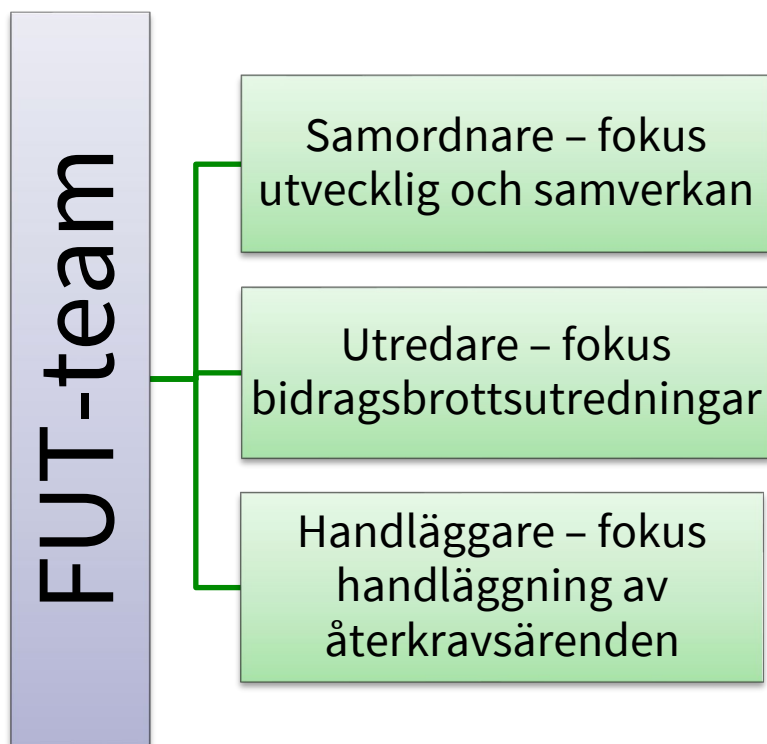 FUT-team
Samordnare – fokus
utvecklig och samverkan
Utredare – fokus
bidragsbrottsutredningar
Handläggare – fokus
handläggning av
återkravsärenden